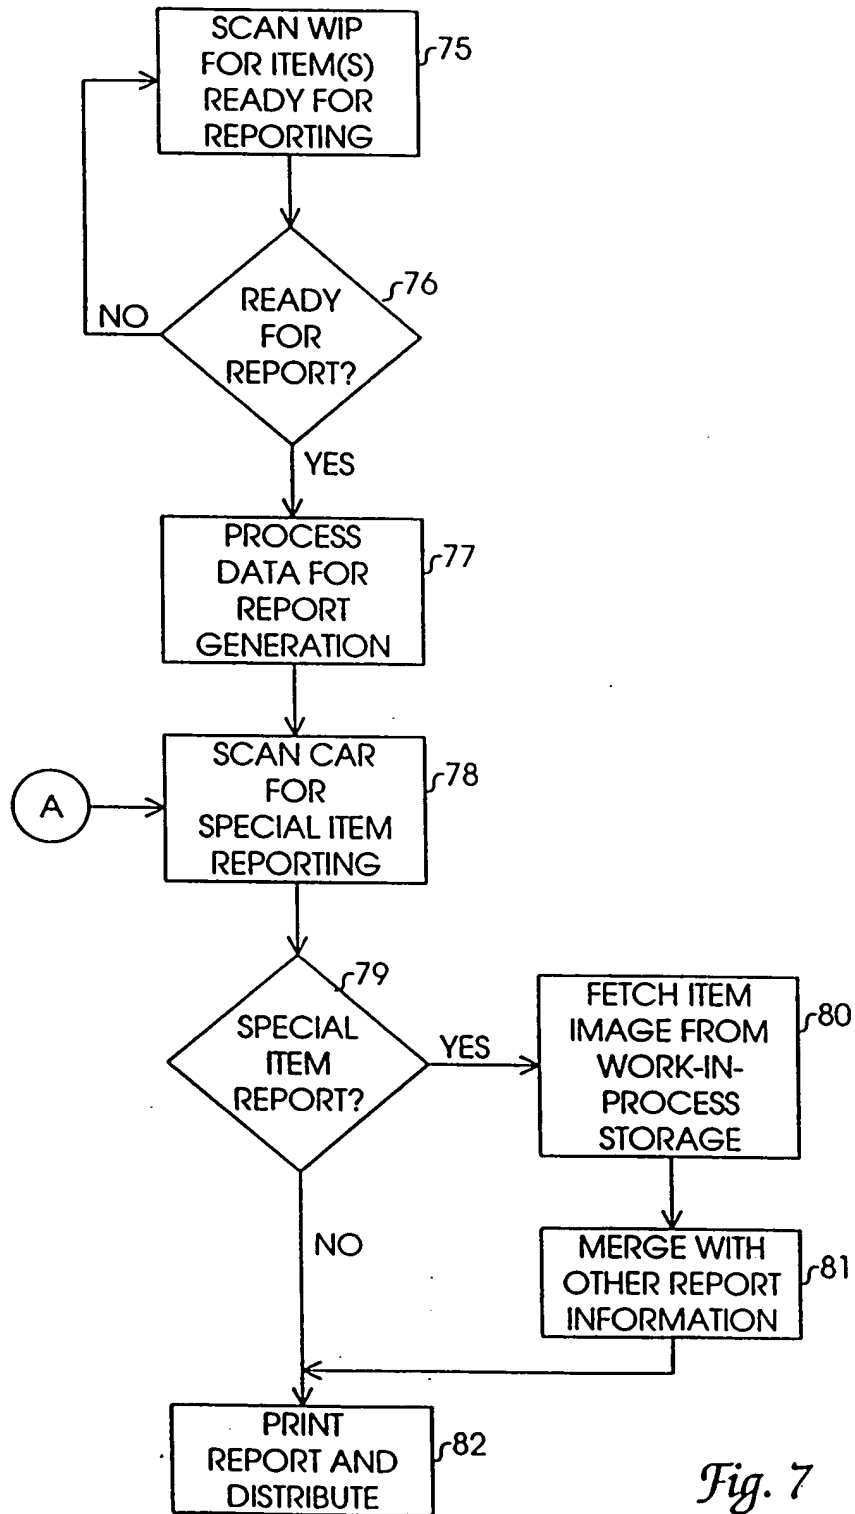 SCAN WIP
FOR ITEM(S)
READY FOR
REPORTING
75
READY
FOR
REPORT?
76
NO
YES
PROCESS
DATA FOR
REPORT
GENERATION
77
A
SCAN CAR
FOR
SPECIAL ITEM
REPORTING
78
SPECIAL
ITEM
REPORT?
79
YES
FETCH ITEM
IMAGE FROM
WORK-IN-
PROCESS
STORAGE
80
NO
MERGE WITH
OTHER REPORT
INFORMATION
81
PRINT
REPORT AND
DISTRIBUTE
82
Fig. 7